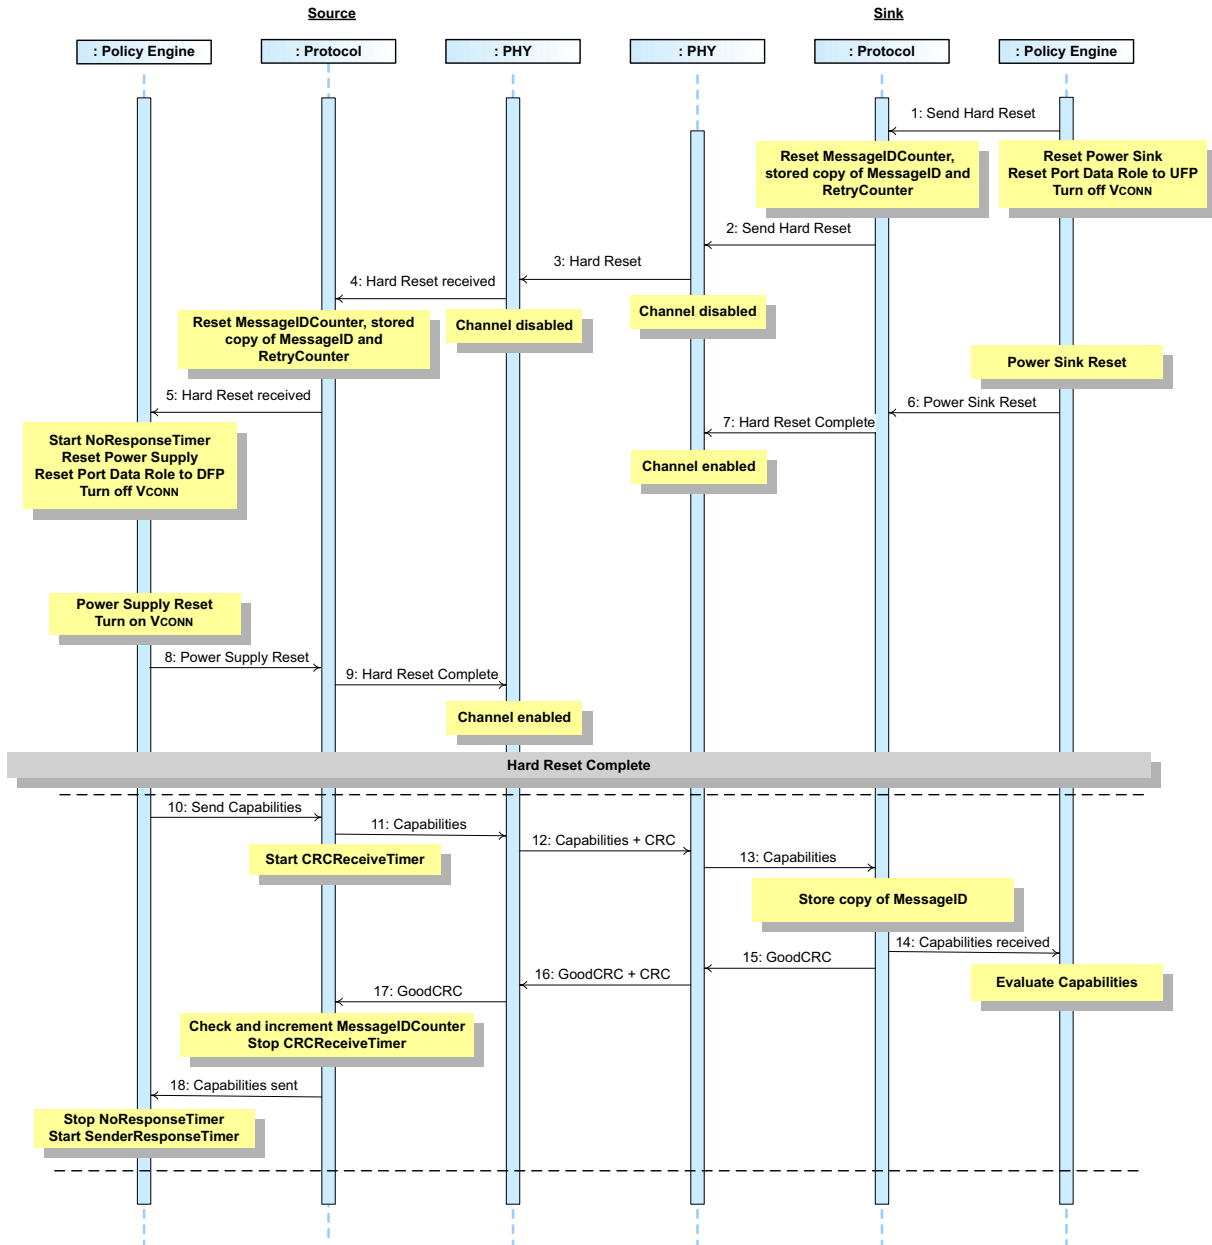 Source
Sink
: Policy Engine
: Protocol
: PHY
: PHY
: Protocol
: Policy Engine
1: Send Hard Reset
Reset MessageIDCounter,
stored copy of MessageID and
RetryCounter
Reset Power Sink
Reset Port Data Role to UFP
Turn off VCONN
2: Send Hard Reset
3: Hard Reset
4: Hard Reset received
Channel disabled
Reset MessageIDCounter, stored
copy of MessageID and
RetryCounter
Channel disabled
Power Sink Reset
5: Hard Reset received
6: Power Sink Reset
7: Hard Reset Complete
Start NoResponseTimer
Reset Power Supply
Reset Port Data Role to DFP
Turn off VCONN
Channel enabled
Power Supply Reset
Turn on VCONN
8: Power Supply Reset
9: Hard Reset Complete
Channel enabled
Hard Reset Complete
10: Send Capabilities
11: Capabilities
12: Capabilities + CRC
Start CRCReceiveTimer
13: Capabilities
Store copy of MessageID
14: Capabilities received
15: GoodCRC
16: GoodCRC + CRC
Evaluate Capabilities
17: GoodCRC
Check and increment MessageIDCounter
Stop CRCReceiveTimer
18: Capabilities sent
Stop NoResponseTimer
Start SenderResponseTimer